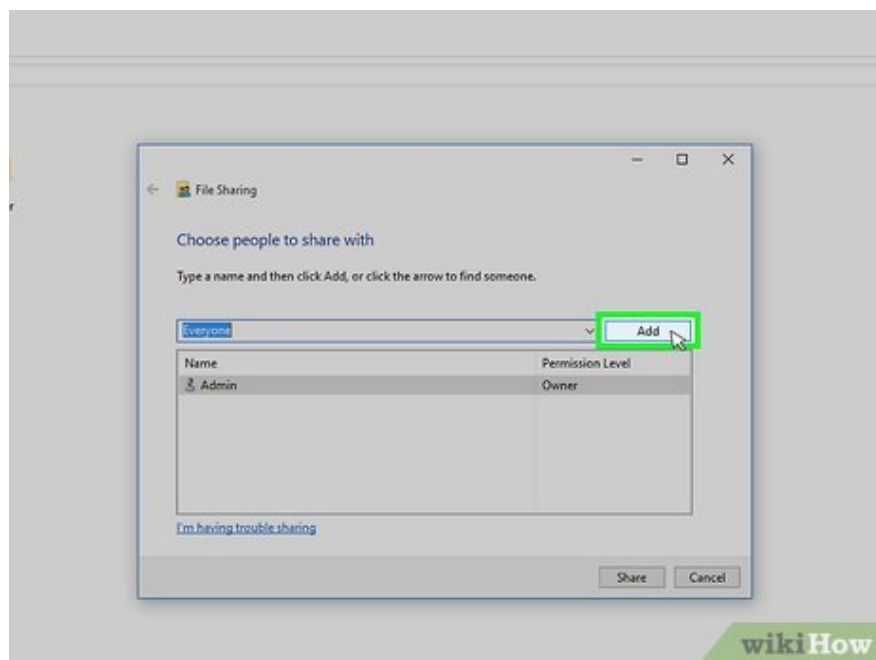 File Sharing
Choose people to share with
Type a name and then click Add, or click the arrow to find someone.
Everyone
Add
Name Permission Level
Admin Owner
I'm having trouble sharing
Share Cancel
wikiHow